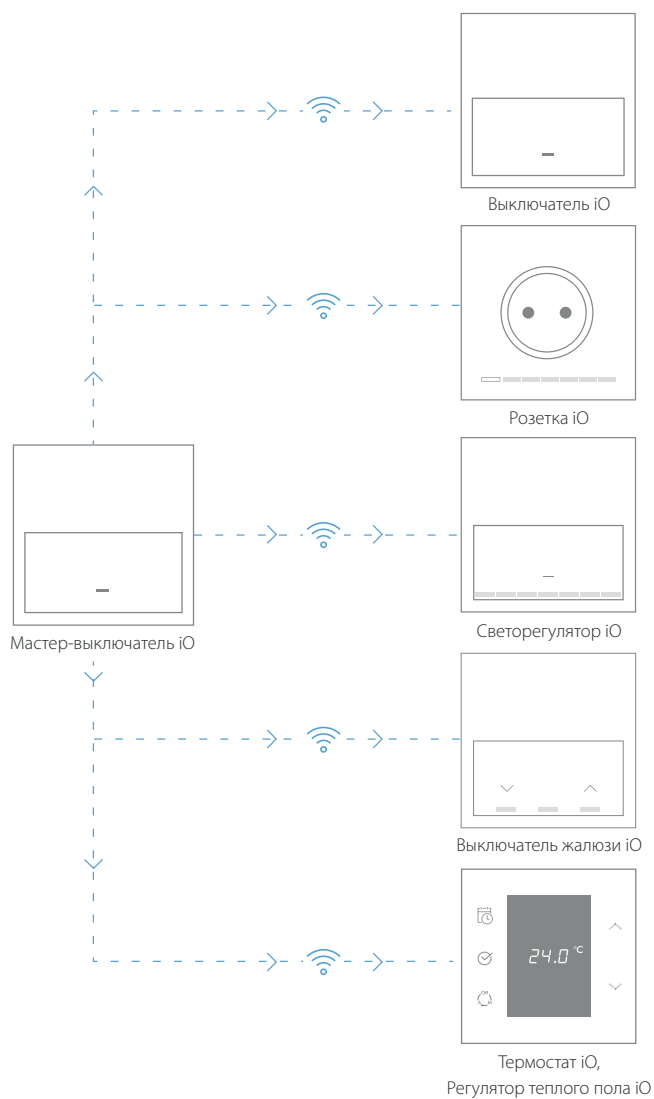 Выключатель iO
Розетка iO
Мастер-выключатель iO
Светорегулятор iO
Выключатель жалюзи iO
24.0 °C
Off
Термостат iO,
Регулятор теплого пола iO